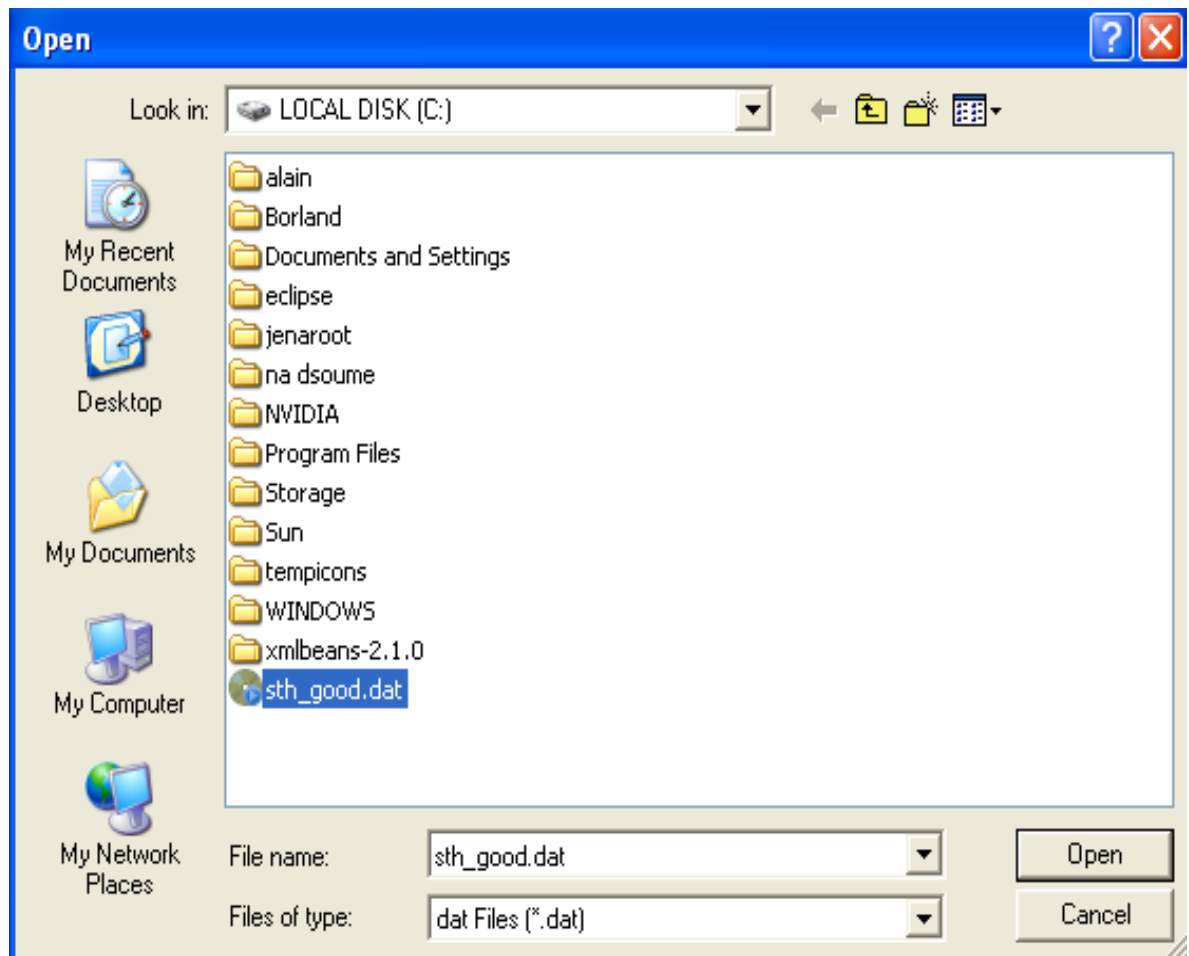 Open
Look in: LOCAL DISK (C:)
My Recent
Documents
Desktop
My Documents
My Computer
My Network
Places
alain
Borland
Documents and Settings
eclipse
jenaroot
na dsoume
NVIDIA
Program Files
Storage
Sun
tempicons
WINDOWS
xmlbeans-2.1.0
sth_good.dat
File name: sth_good.dat Open
Files of type: dat Files (*.dat) Cancel